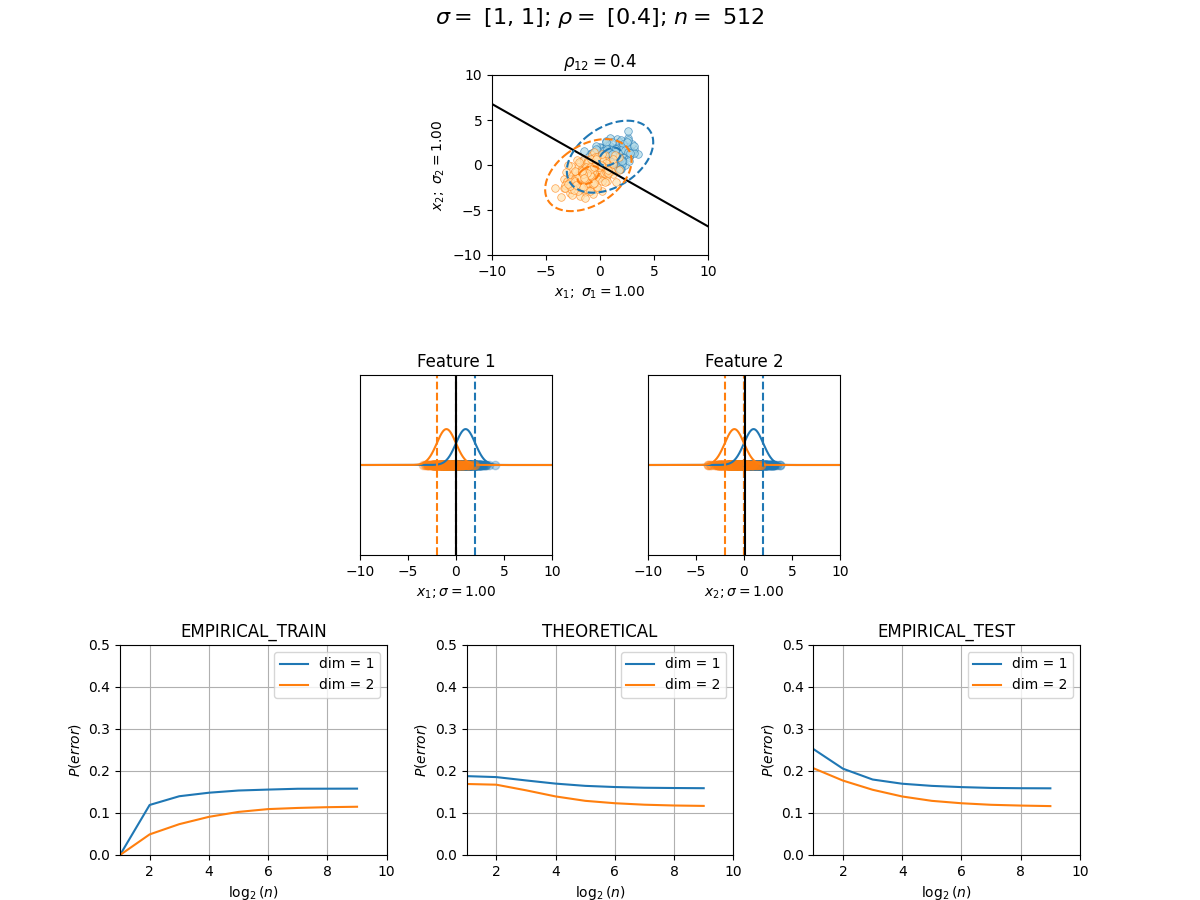 σ = [1, 1]; ρ = [0.4]; n = 512
ρ₁₂ = 0.4
10
5
0
−5
−10
x₂; σ₂ = 1.00
−10 −5 0 5 10
x₁; σ₁ = 1.00
Feature 1
−10 −5 0 5 10
x₁; σ = 1.00
Feature 2
−10 −5 0 5 10
x₂; σ = 1.00
EMPIRICAL_TRAIN
0.5
0.4
0.3
0.2
0.1
0.0
P(error)
dim = 1
dim = 2
2 4 6 8 10
log₂(n)
THEORETICAL
0.5
0.4
0.3
0.2
0.1
0.0
P(error)
dim = 1
dim = 2
2 4 6 8 10
log₂(n)
EMPIRICAL_TEST
0.5
0.4
0.3
0.2
0.1
0.0
P(error)
dim = 1
dim = 2
2 4 6 8 10
log₂(n)